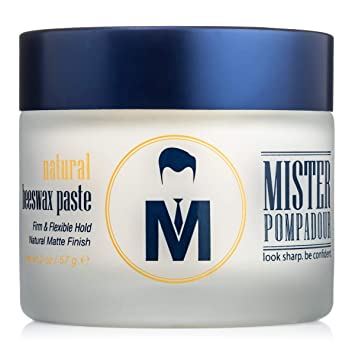 natural
beeswax paste
Firm & Flexible Hold
Natural Matte Finish
2 oz / 57 g ℮
M
MISTER
POMPADOUR
look sharp. be confident.